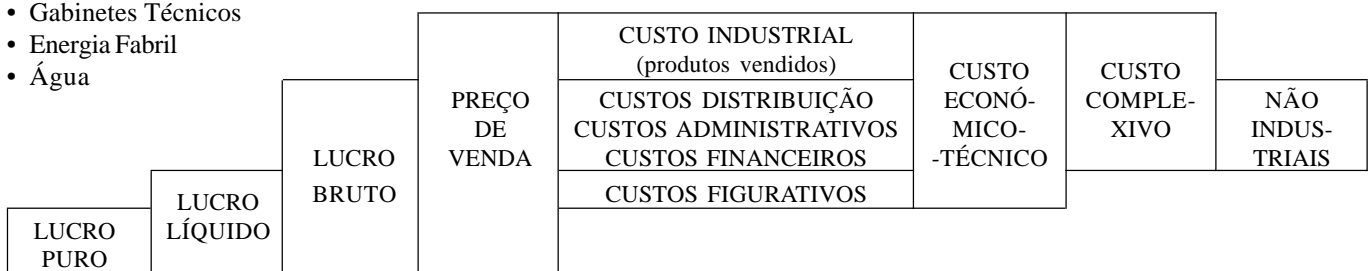 • Gabinetes Técnicos
• Energia Fabril
• Água
LUCRO
PURO
LUCRO
LÍQUIDO
LUCRO
BRUTO
PREÇO
DE
VENDA
CUSTO INDUSTRIAL
(produtos vendidos)
CUSTOS DISTRIBUIÇÃO
CUSTOS ADMINISTRATIVOS
CUSTOS FINANCEIROS
CUSTOS FIGURATIVOS
CUSTO
ECONÓ-
MICO-
-TÉCNICO
CUSTO
COMPLE-
XIVO
NÃO
INDUS-
TRIAIS